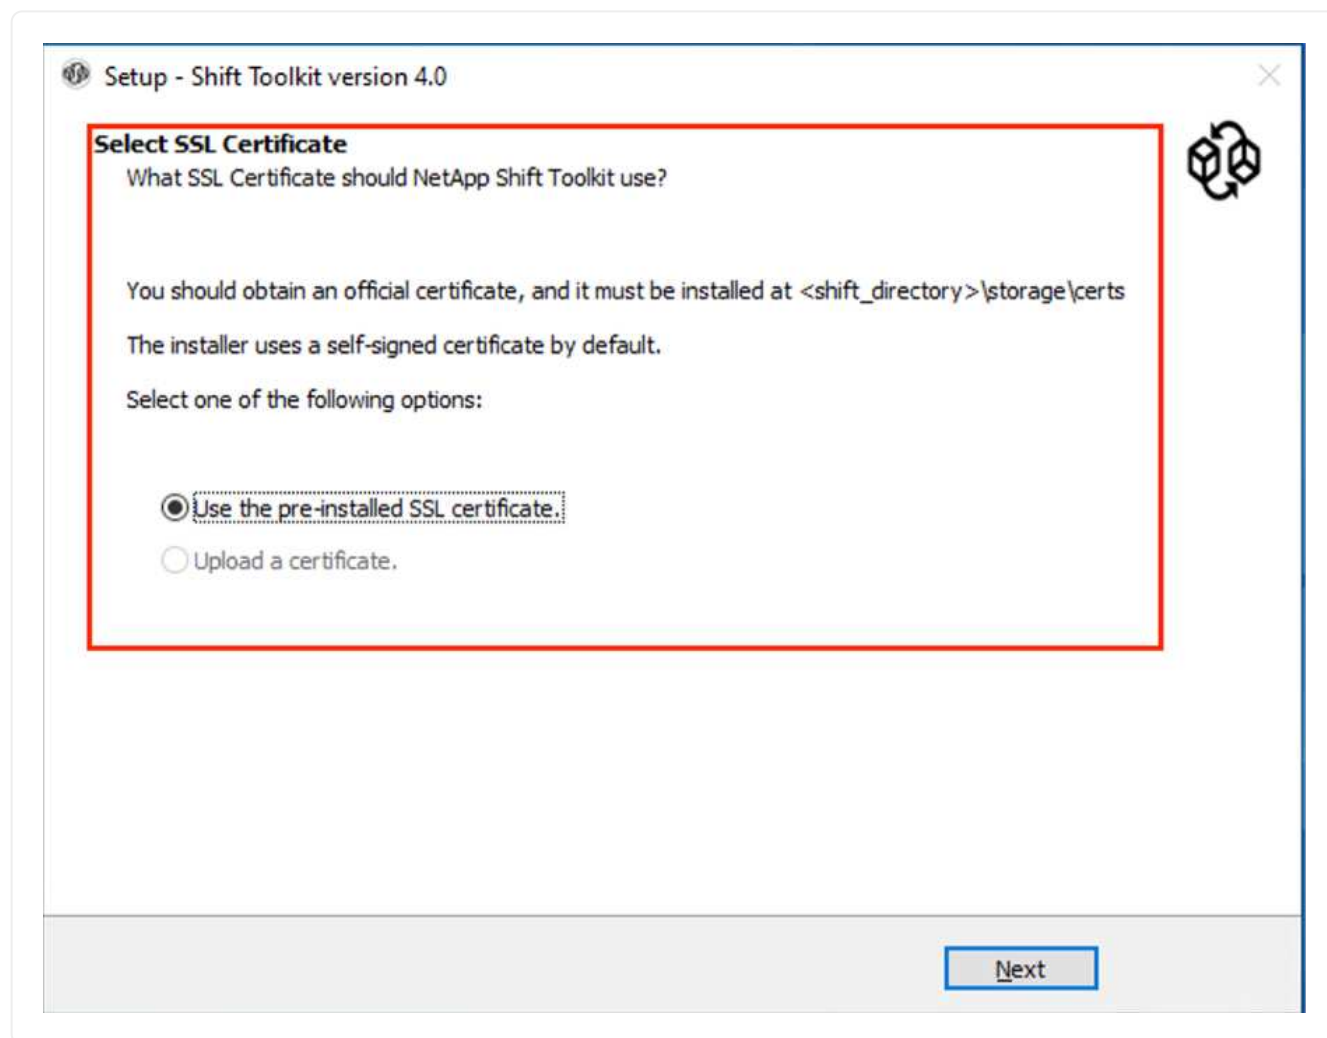 Setup - Shift Toolkit version 4.0
Select SSL Certificate
What SSL Certificate should NetApp Shift Toolkit use?
You should obtain an official certificate, and it must be installed at <shift_directory>\storage\certs
The installer uses a self-signed certificate by default.
Select one of the following options:
Use the pre-installed SSL certificate.
Upload a certificate.
Next